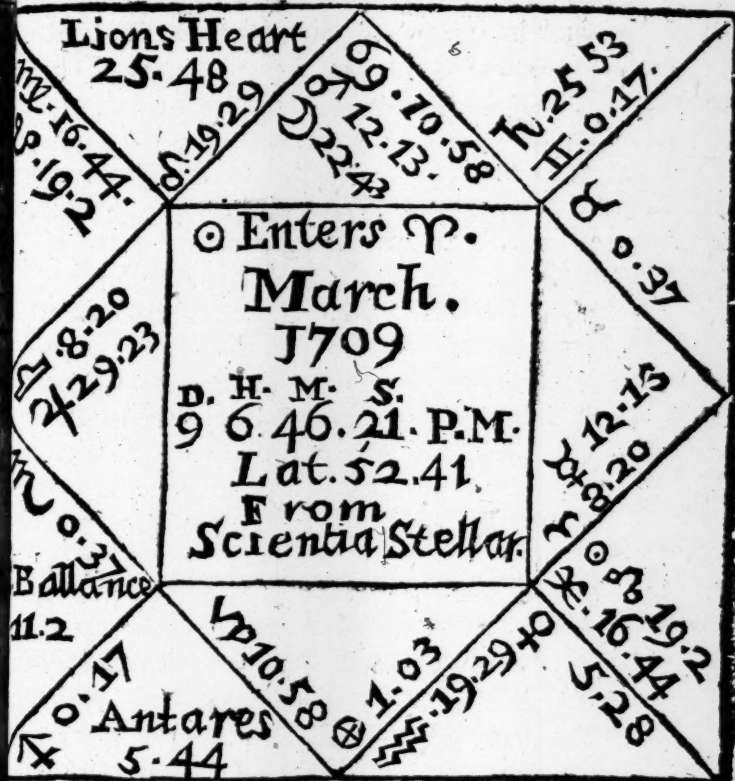 Lions Heart
25.48
♌.19.29
♍.16.44.
☋.19.2
♋9.10.58
♂ 12.13.
☽ 22.43
♄.25 53
♊.0.17.
♉ 0.37
☿ 12.15
♈ 8.20
☉
☊ 19.2
♓.16.44
5.28
♒.19.29 ♀
♑10.58
⊗ 1.03
♐ 0.17
Antares
5.44
♏ 0.37
Ballance
11.2
♎.8.20
♃ 29.23
☉ Enters ♈.
March.
J709
D. H. M. S.
9 6 46.21. P.M.
Lat. 52.41
From
Scientia Stellar.